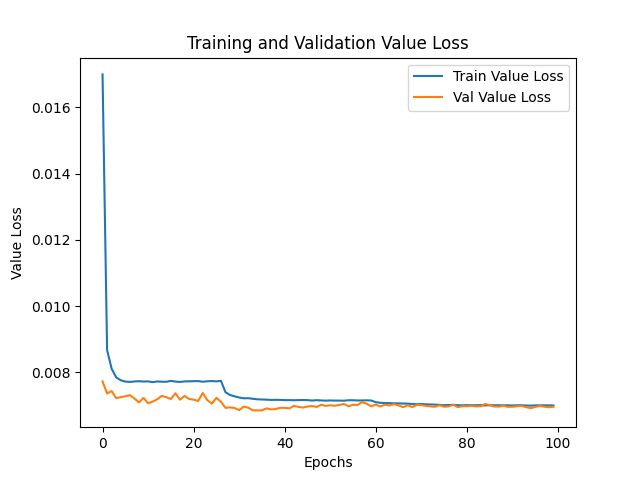 Training and Validation Value Loss
Train Value Loss
Val Value Loss
Value Loss
0.016
0.014
0.012
0.010
0.008
0 20 40 60 80 100
Epochs